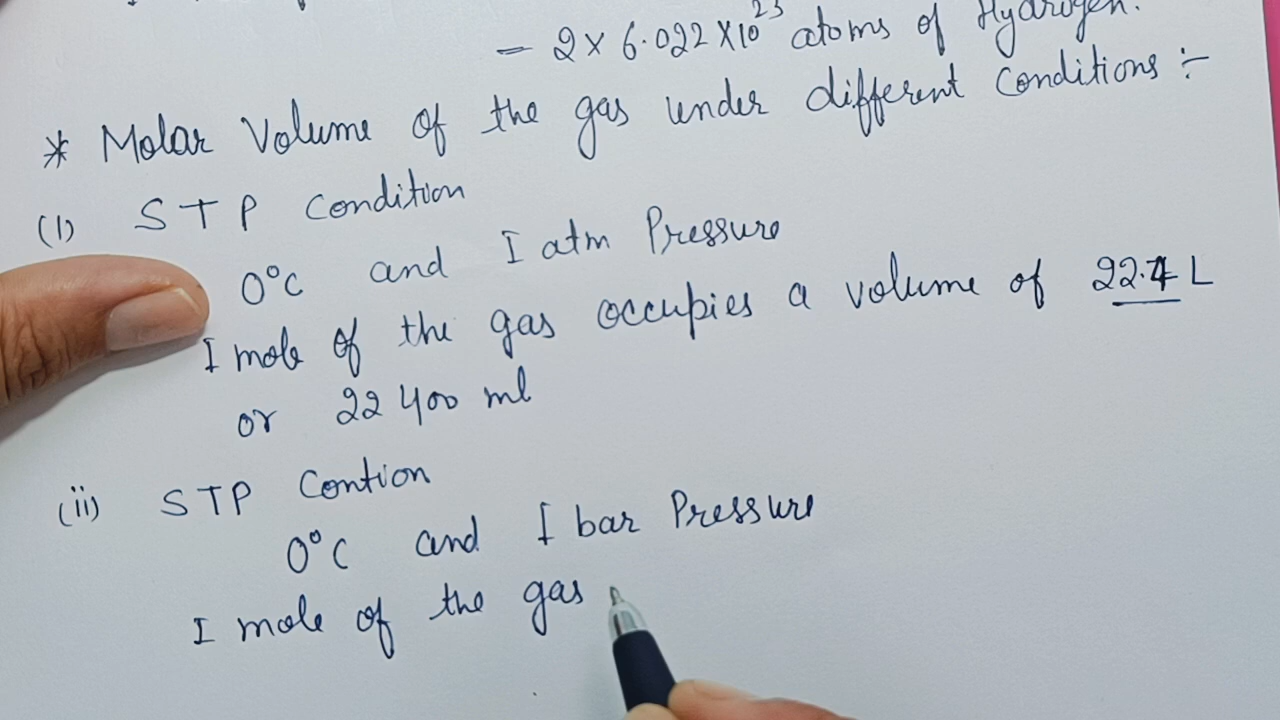 = 2 × 6.022 × 10²³ atoms of Hydrogen.
* Molar Volume of the gas under different Conditions :-
(I) STP Condition
0°C and I atm Pressure
I mole of the gas occupies a volume of 22.4 L
or 22400 ml
(ii) STP Contion
0°C and I bar Pressure
I mole of the gas